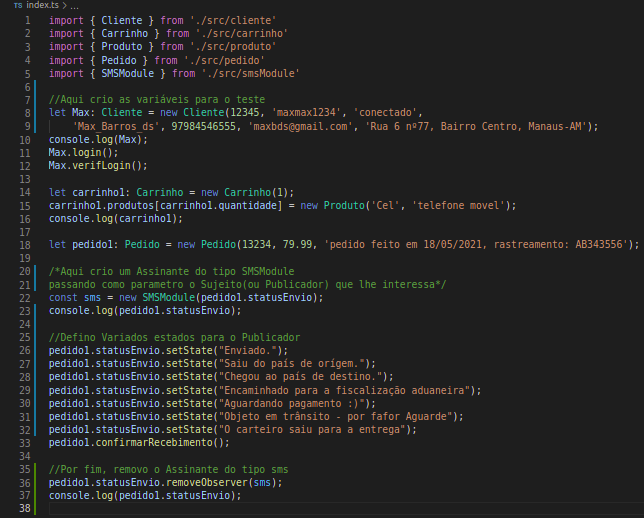 index.ts > ...
1 import { Cliente } from './src/cliente'
2 import { Carrinho } from './src/carrinho'
3 import { Produto } from './src/produto'
4 import { Pedido } from './src/pedido'
5 import { SMSModule } from './src/smsModule'
6
7 //Aqui crio as variáveis para o teste
8 let Max: Cliente = new Cliente(12345, 'maxmax1234', 'conectado',
9 'Max_Barros_ds', 97984546555, 'maxbds@gmail.com', 'Rua 6 nº77, Bairro Centro, Manaus-AM');
10 console.log(Max);
11 Max.login();
12 Max.verifLogin();
13
14 let carrinho1: Carrinho = new Carrinho(1);
15 carrinho1.produtos[carrinho1.quantidade] = new Produto('Cel', 'telefone movel');
16 console.log(carrinho1);
17
18 let pedido1: Pedido = new Pedido(13234, 79.99, 'pedido feito em 18/05/2021, rastreamento: AB343556');
19
20 /*Aqui crio um Assinante do tipo SMSModule
21 passando como parametro o Sujeito(ou Publicador) que lhe interessa*/
22 const sms = new SMSModule(pedido1.statusEnvio);
23 console.log(pedido1.statusEnvio);
24
25 //Defino Variados estados para o Publicador
26 pedido1.statusEnvio.setState("Enviado.");
27 pedido1.statusEnvio.setState("Saiu do país de orígem.");
28 pedido1.statusEnvio.setState("Chegou ao país de destino.");
29 pedido1.statusEnvio.setState("Encaminhado para a fiscalização aduaneira");
30 pedido1.statusEnvio.setState("Aguardando pagamento :)");
31 pedido1.statusEnvio.setState("Objeto em trânsito - por fafor Aguarde");
32 pedido1.statusEnvio.setState("O carteiro saiu para a entrega");
33 pedido1.confirmarRecebimento();
34
35 //Por fim, removo o Assinante do tipo sms
36 pedido1.statusEnvio.removeObserver(sms);
37 console.log(pedido1.statusEnvio);
38